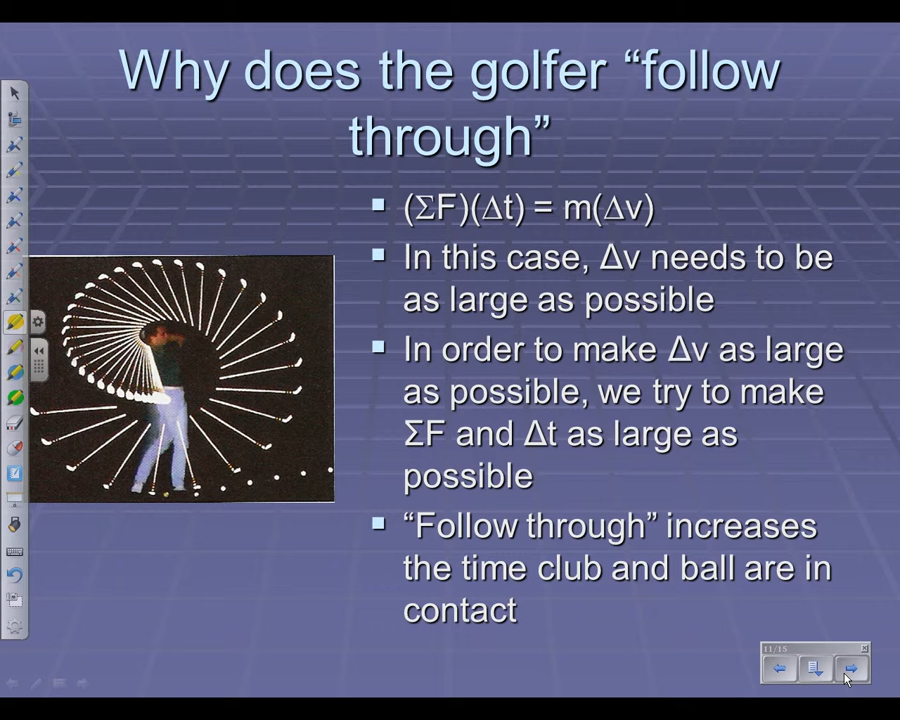 Why does the golfer “follow
through”
(ΣF)(Δt) = m(Δv)
In this case, Δv needs to be
as large as possible
In order to make Δv as large
as possible, we try to make
ΣF and Δt as large as
possible
“Follow through” increases
the time club and ball are in
contact
11/15